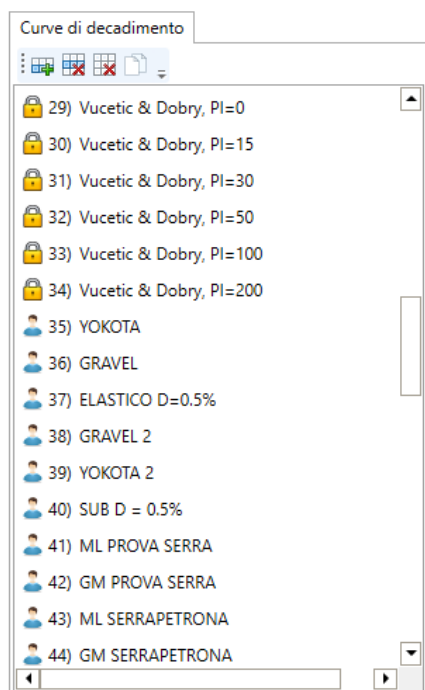 Curve di decadimento
29) Vucetic & Dobry, PI=0
30) Vucetic & Dobry, PI=15
31) Vucetic & Dobry, PI=30
32) Vucetic & Dobry, PI=50
33) Vucetic & Dobry, PI=100
34) Vucetic & Dobry, PI=200
35) YOKOTA
36) GRAVEL
37) ELASTICO D=0.5%
38) GRAVEL 2
39) YOKOTA 2
40) SUB D = 0.5%
41) ML PROVA SERRA
42) GM PROVA SERRA
43) ML SERRAPETRONA
44) GM SERRAPETRONA